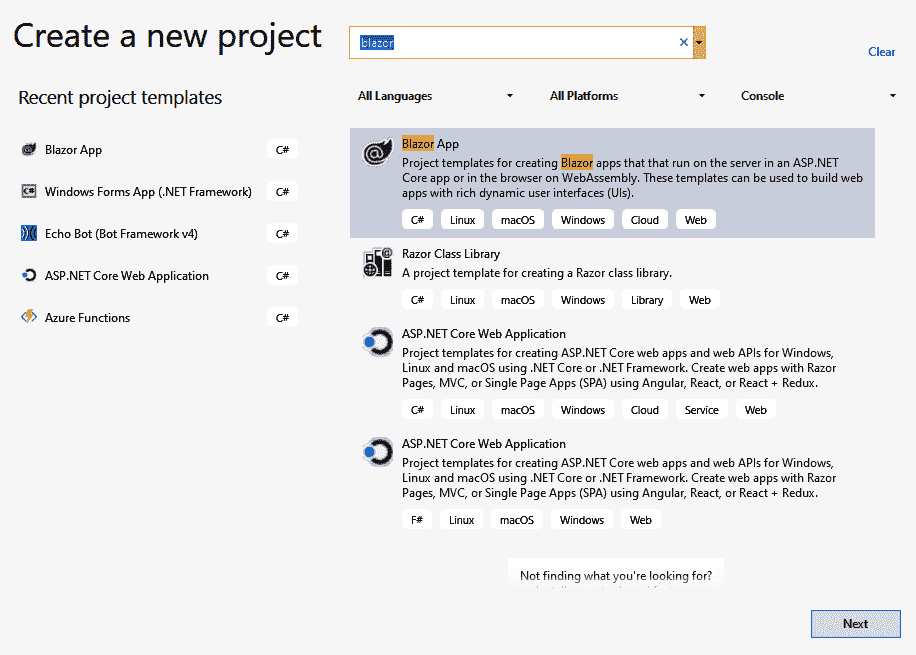 Create a new project
blazor
Clear
Recent project templates
All Languages
All Platforms
Console
Blazor App C#
Windows Forms App (.NET Framework) C#
Echo Bot (Bot Framework v4) C#
ASP.NET Core Web Application C#
Azure Functions C#
Blazor App
Project templates for creating Blazor apps that that run on the server in an ASP.NET
Core app or in the browser on WebAssembly. These templates can be used to build web
apps with rich dynamic user interfaces (UIs).
C# Linux macOS Windows Cloud Web
Razor Class Library
A project template for creating a Razor class library.
C# Linux macOS Windows Library Web
ASP.NET Core Web Application
Project templates for creating ASP.NET Core web apps and web APIs for Windows,
Linux and macOS using .NET Core or .NET Framework. Create web apps with Razor
Pages, MVC, or Single Page Apps (SPA) using Angular, React, or React + Redux.
C# Linux macOS Windows Cloud Service Web
ASP.NET Core Web Application
Project templates for creating ASP.NET Core web apps and web APIs for Windows,
Linux and macOS using .NET Core or .NET Framework. Create web apps with Razor
Pages, MVC, or Single Page Apps (SPA) using Angular, React, or React + Redux.
F# Linux macOS Windows Web
Not finding what you're looking for?
Next